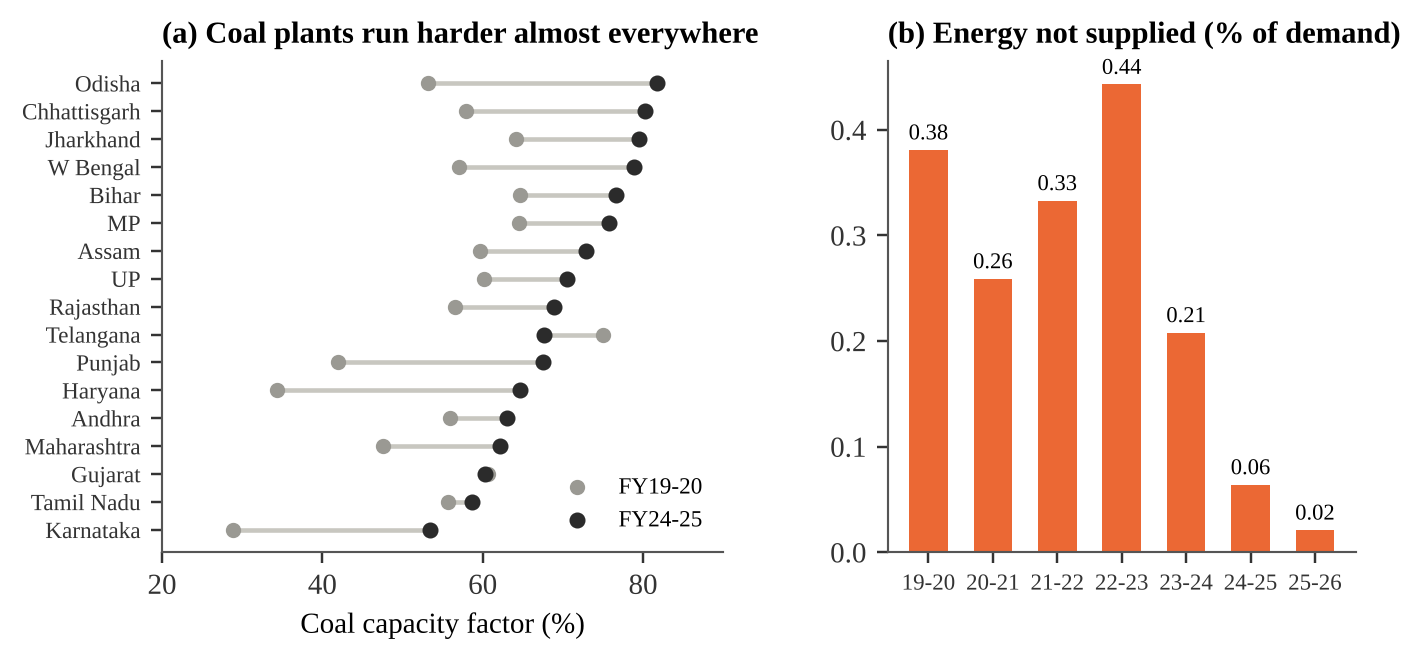 (a) Coal plants run harder almost everywhere
Odisha
Chhattisgarh
Jharkhand
W Bengal
Bihar
MP
Assam
UP
Rajasthan
Telangana
Punjab
Haryana
Andhra
Maharashtra
Gujarat
Tamil Nadu
Karnataka
FY19-20
FY24-25
20 40 60 80
Coal capacity factor (%)
(b) Energy not supplied (% of demand)
0.4
0.3
0.2
0.1
0.0
0.38
0.26
0.33
0.44
0.21
0.06
0.02
19-20 20-21 21-22 22-23 23-24 24-25 25-26